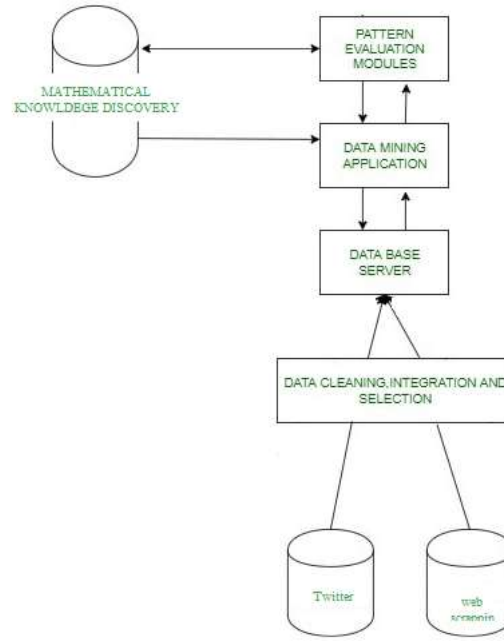 PATTERN
EVALUATION
MODULES
MATHEMATICAL
KNOWLDEGE DISCOVERY
DATA MINING
APPLICATION
DATA BASE
SERVER
DATA CLEANING,INTEGRATION AND
SELECTION
Twitter
web
scrappin